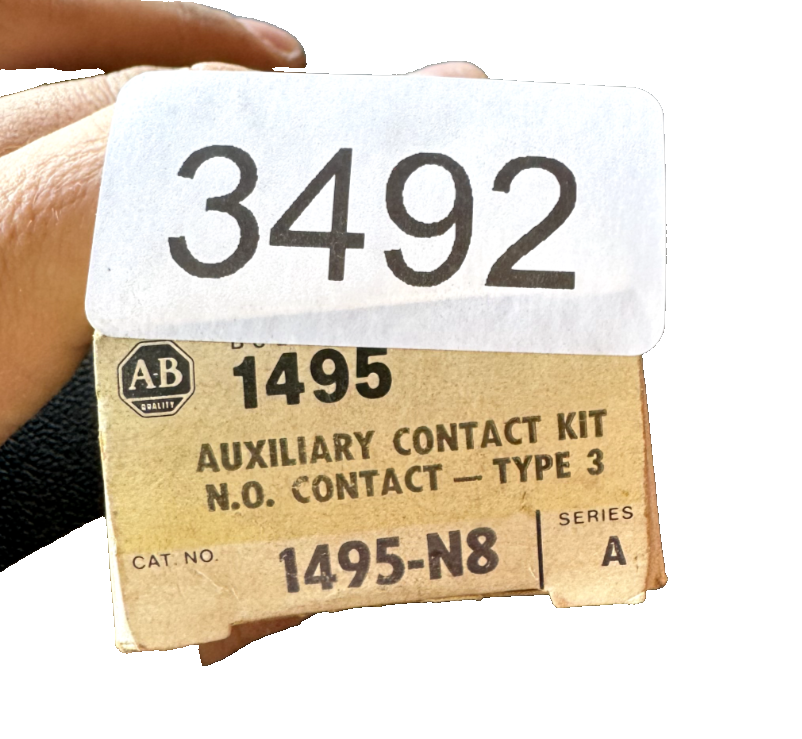 3492
A-B
QUALITY
1495
AUXILIARY CONTACT KIT
N.O. CONTACT — TYPE 3
CAT. NO. 1495-N8
SERIES
A